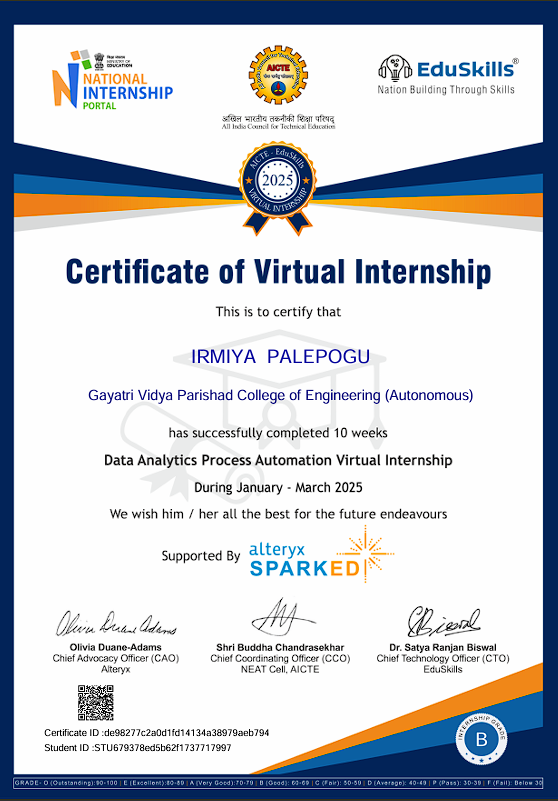 शिक्षा मंत्रालय
MINISTRY OF
EDUCATION
NATIONAL
INTERNSHIP
PORTAL
AICTE
EduSkills®
Nation Building Through Skills
अखिल भारतीय तकनीकी शिक्षा परिषद्
All India Council for Technical Education
AICTE - EduSkills
2025
VIRTUAL INTERNSHIP
Certificate of Virtual Internship
This is to certify that
IRMIYA PALEPOGU
Gayatri Vidya Parishad College of Engineering (Autonomous)
has successfully completed 10 weeks
Data Analytics Process Automation Virtual Internship
During January - March 2025
We wish him / her all the best for the future endeavours
Supported By
alteryx
SPARKED
Olivia Duane Adams
Olivia Duane-Adams
Chief Advocacy Officer (CAO)
Alteryx
Shri Buddha Chandrasekhar
Chief Coordinating Officer (CCO)
NEAT Cell, AICTE
Dr. Satya Ranjan Biswal
Chief Technology Officer (CTO)
EduSkills
Certificate ID :de98277c2a0d1fd14134a38979aeb794
Student ID :STU679378ed5b62f1737717997
INTERNSHIP GRADE
B
GRADE- O (Outstanding):90-100 | E (Excellent):80-89 | A (Very Good):70-79 | B (Good): 60-69 | C (Fair): 50-59 | D (Average): 40-49 | P (Pass): 30-39 | F (Fail): Below 30